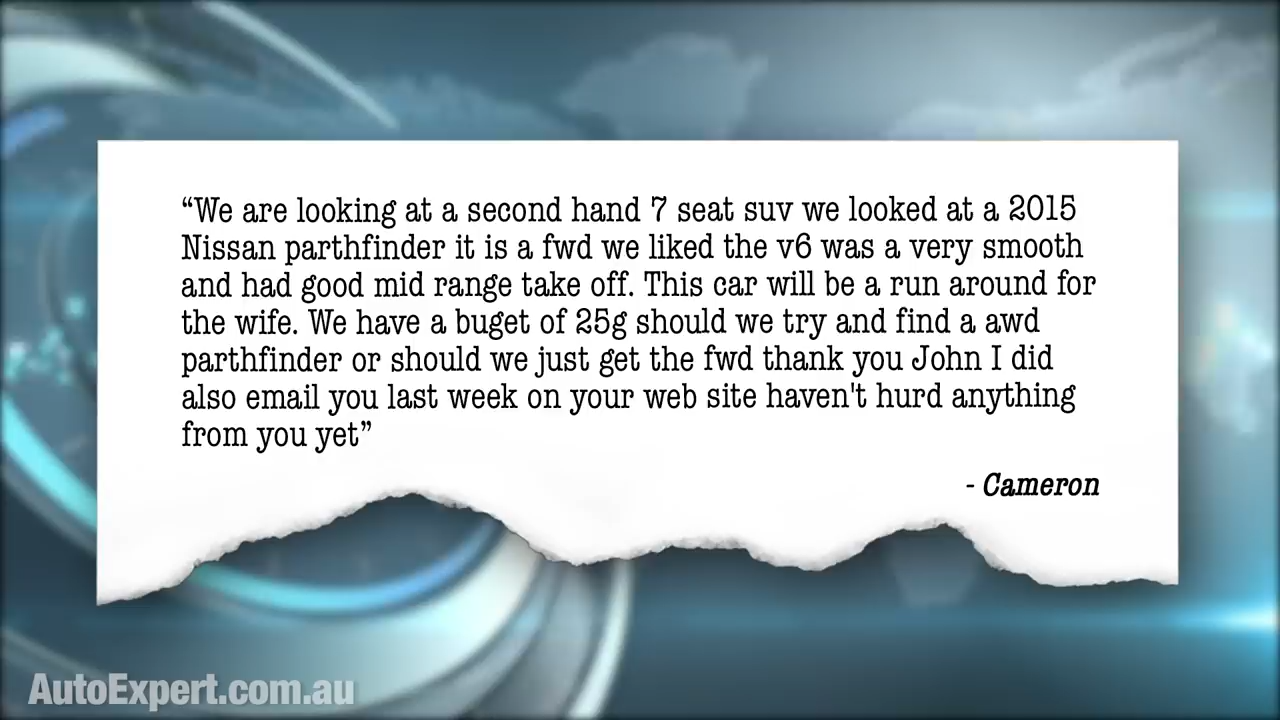 “We are looking at a second hand 7 seat suv we looked at a 2015
Nissan parthfinder it is a fwd we liked the v6 was a very smooth
and had good mid range take off. This car will be a run around for
the wife. We have a buget of 25g should we try and find a awd
parthfinder or should we just get the fwd thank you John I did
also email you last week on your web site haven't hurd anything
from you yet”
- Cameron
AutoExpert.com.au